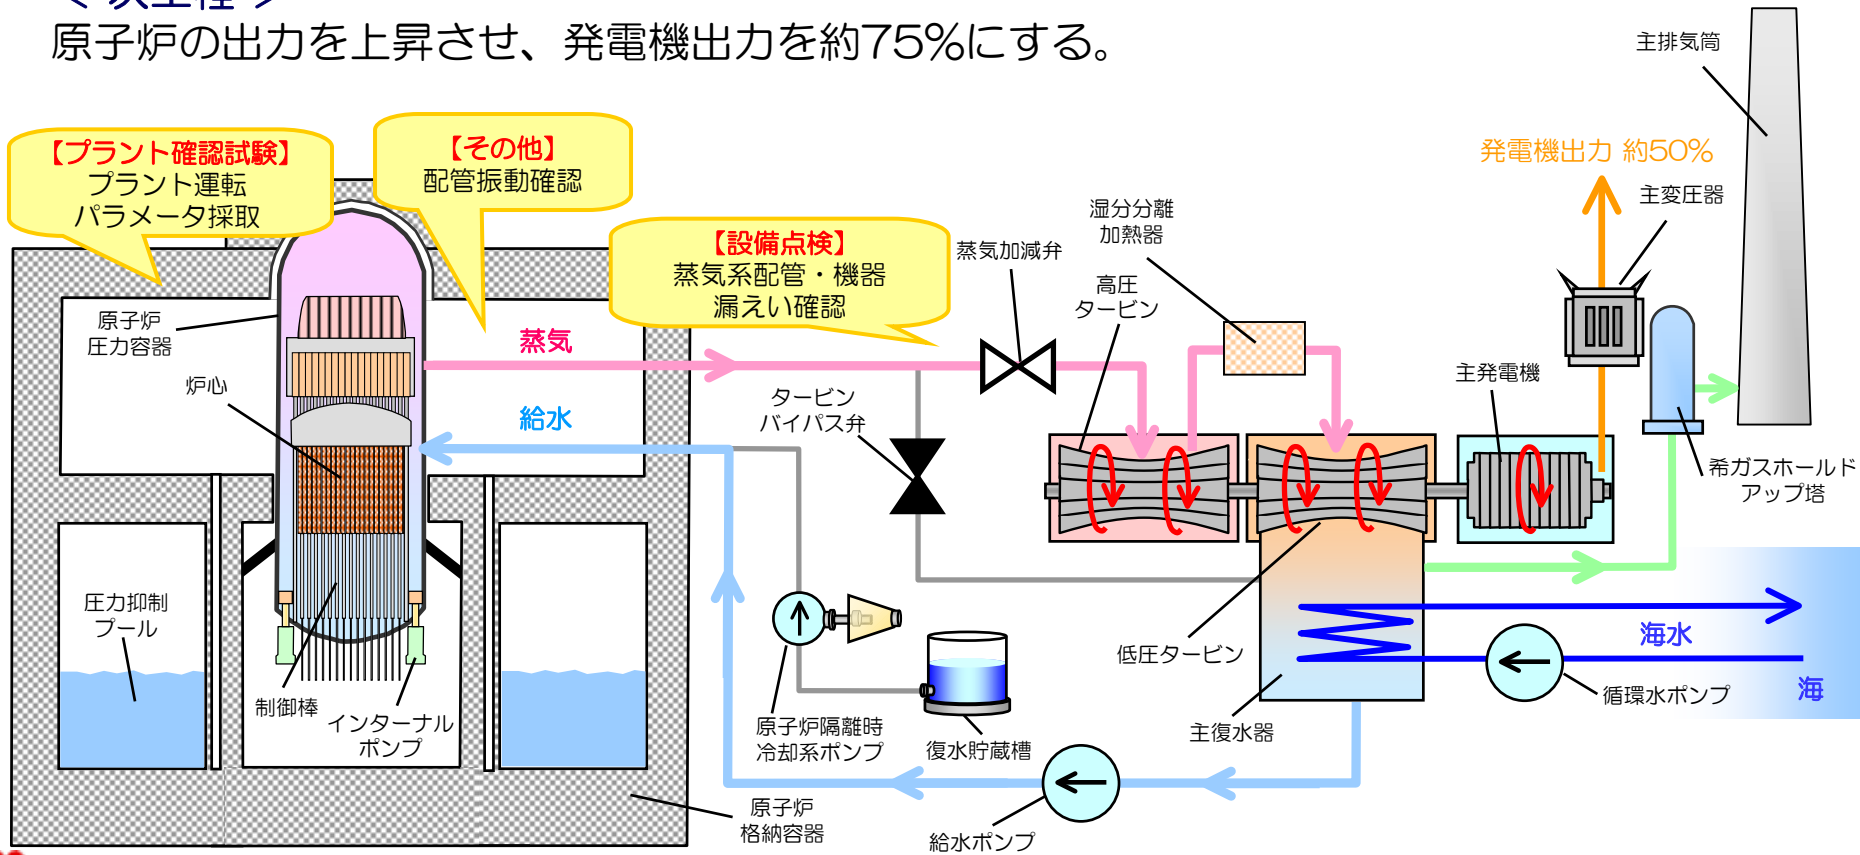 原子炉の出力を上昇させ、発電機出力を約75%にする。
主排気筒
【プラント確認試験】
プラント運転
パラメータ採取
【その他】
配管振動確認
発電機出力 約50%
主変圧器
湿分分離
加熱器
【設備点検】
蒸気系配管・機器
漏えい確認
蒸気加減弁
高圧
タービン
原子炉
圧力容器
蒸気
炉心
主発電機
タービン
バイパス弁
給水
希ガスホールド
アップ塔
圧力抑制
プール
海水
低圧タービン
海
循環水ポンプ
制御棒
インターナル
ポンプ
原子炉隔離時
冷却系ポンプ
復水貯蔵槽
主復水器
原子炉
格納容器
給水ポンプ